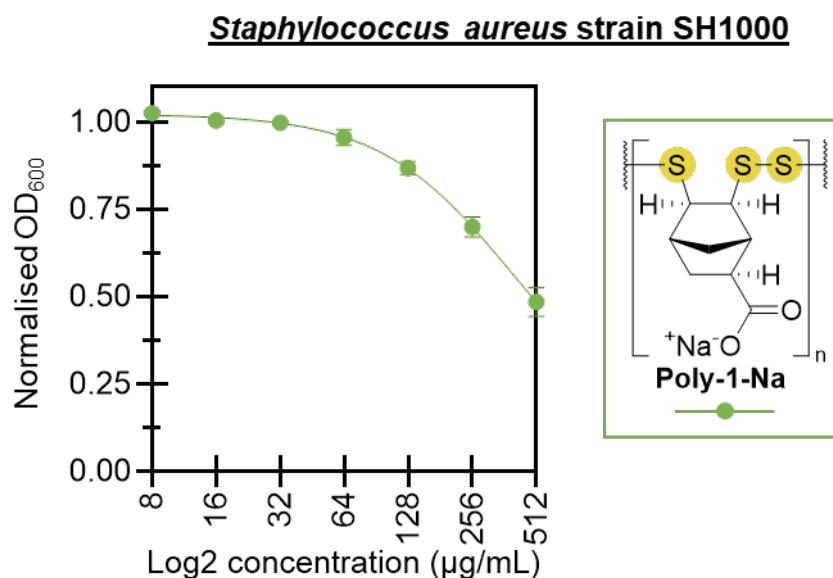 Staphylococcus aureus strain SH1000
Normalised OD600
1.00
0.75
0.50
0.25
0.00
8
16
32
64
128
256
512
Log2 concentration (µg/mL)
S S S
H H
H
O
+Na-O
n
Poly-1-Na